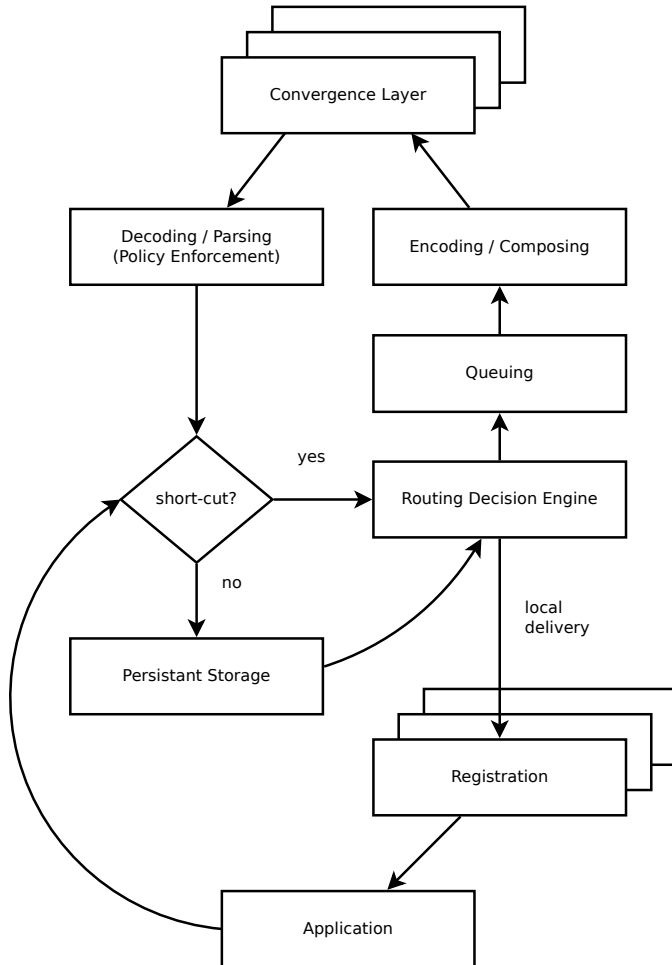 Convergence Layer
Decoding / Parsing
(Policy Enforcement)
Encoding / Composing
Queuing
yes
short-cut?
Routing Decision Engine
no
local
delivery
Persistant Storage
Registration
Application